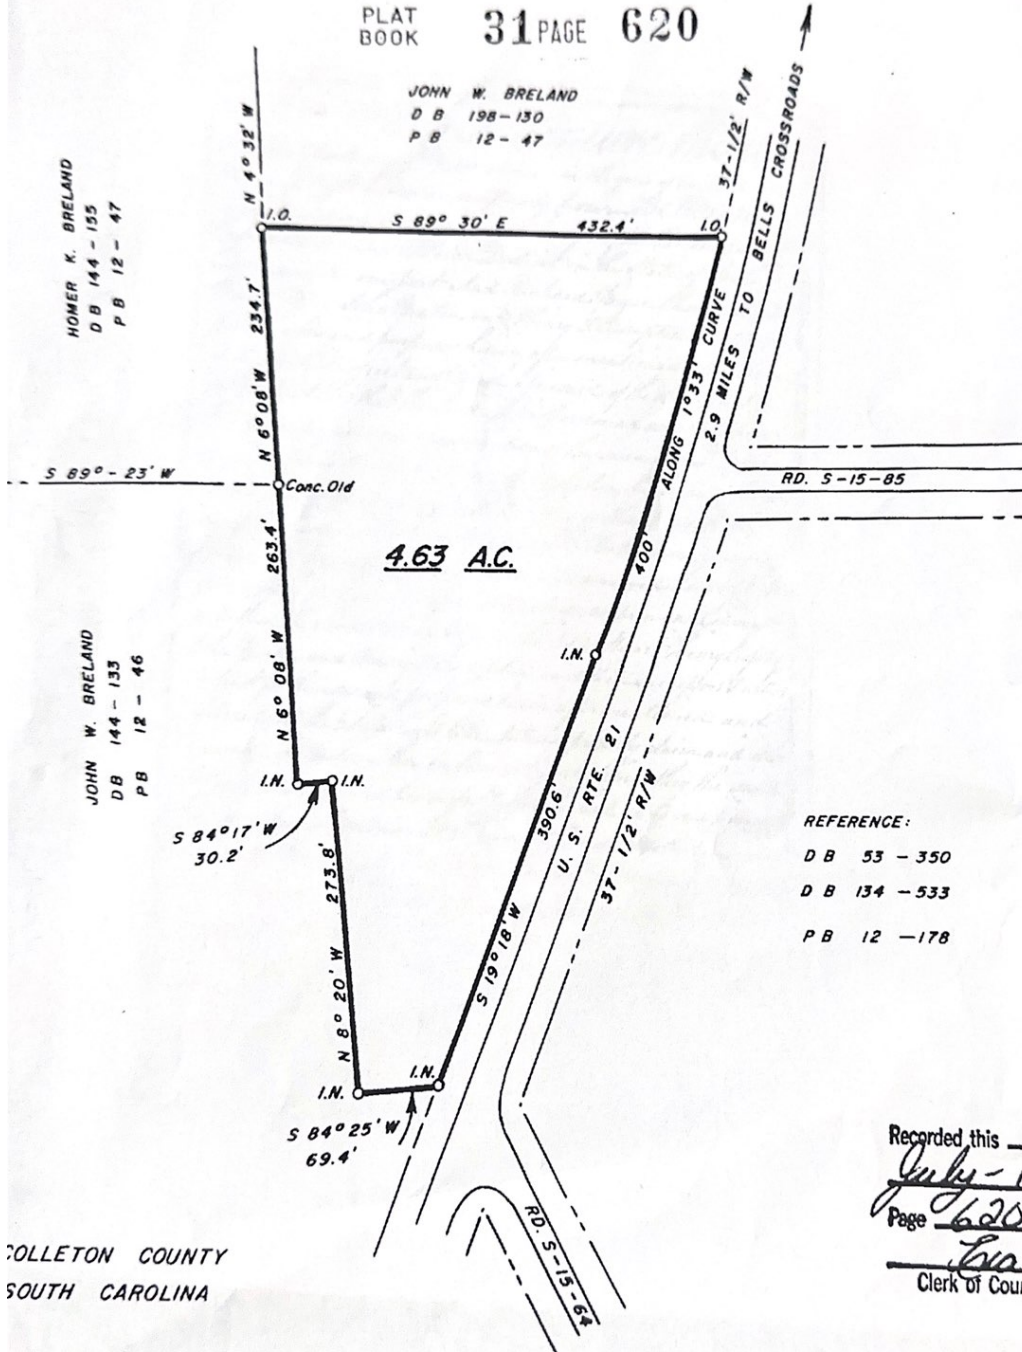 PLAT
BOOK 31 PAGE 620
JOHN W. BRELAND
D B 198-130
P B 12-47
N 4° 32' W
37-1/2' R/W
2.9 MILES TO BELLS CROSSROADS
HOMER K. BRELAND
D B 144-155
P B 12-47
I.O.
S 89° 30' E 432.4'
I.O.
N 6° 08' W 234.7'
400' ALONG 1°33' CURVE
S 89°-23' W
Conc. Old
RD. S-15-85
4.63 A.C.
N 6° 08' W 263.4'
JOHN W. BRELAND
DB 144-133
PB 12-46
I.N.
I.N.
I.N.
S 84°17' W
30.2'
N 8° 20' W 273.8'
S 19°18' W 390.6'
U. S. RTE. 21
37-1/2' R/W
REFERENCE:
D B 53-350
D B 134-533
P B 12-178
I.N.
I.N.
S 84° 25' W
69.4'
RD. S-15-64
Recorded this
July-
Page 620
Clerk of Cour
COLLETON COUNTY
SOUTH CAROLINA